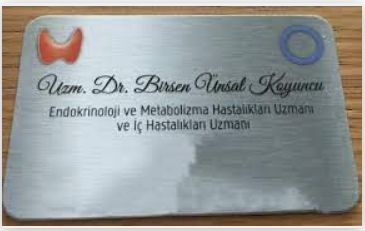 Uzm. Dr. Birsen Ünsal Koyuncu
Endokrinoloji ve Metabolizma Hastalıkları Uzmanı
ve İç Hastalıkları Uzmanı